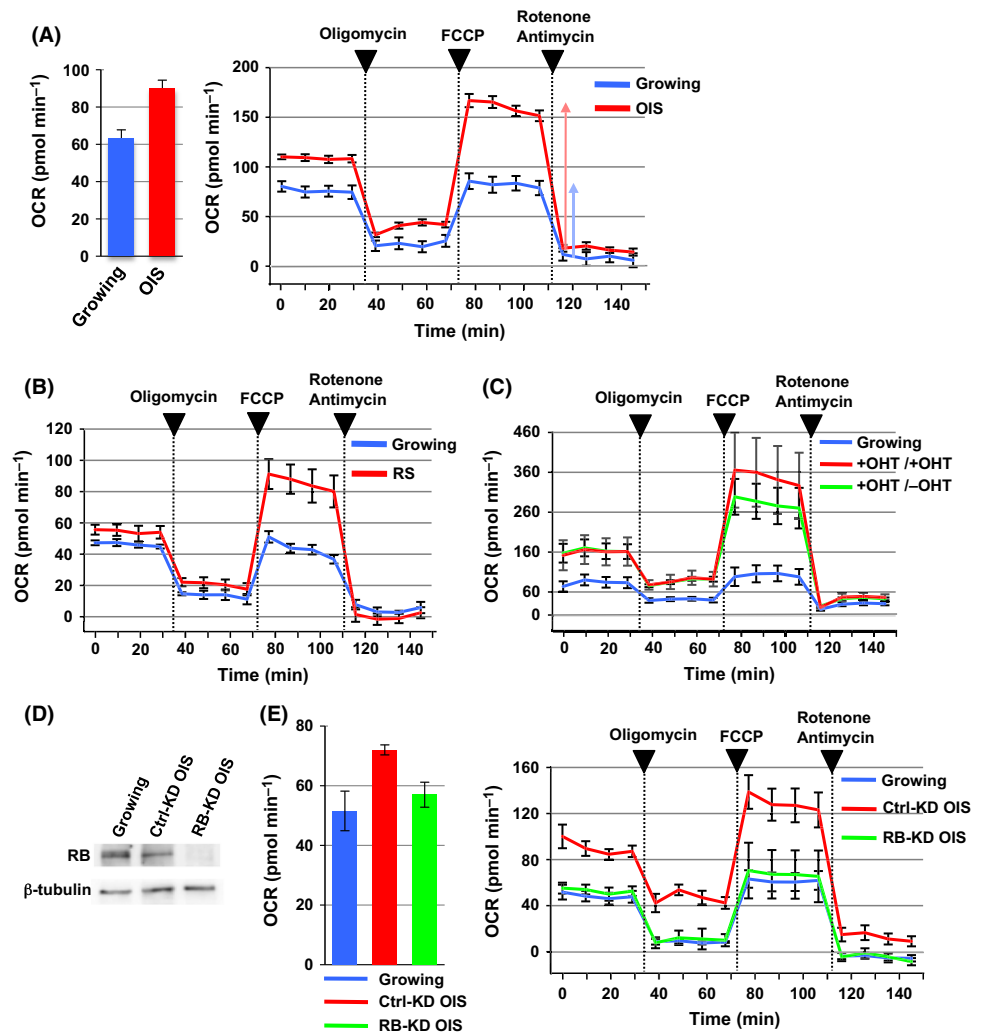 (A)
OCR (pmol min⁻¹)
100
80
60
40
20
0
Growing
OIS
Oligomycin
FCCP
Rotenone
Antimycin
OCR (pmol min⁻¹)
200
150
100
50
0
Growing
OIS
0 20 40 60 80 100 120 140
Time (min)
(B)
Oligomycin
FCCP
Rotenone
Antimycin
OCR (pmol min⁻¹)
120
100
80
60
40
20
0
Growing
RS
0 20 40 60 80 100 120 140
Time (min)
(C)
Oligomycin
FCCP
Rotenone
Antimycin
OCR (pmol min⁻¹)
460
360
260
160
60
0
Growing
+OHT /+OHT
+OHT /–OHT
0 20 40 60 80 100 120 140
Time (min)
(D)
Growing
Ctrl-KD OIS
RB-KD OIS
RB
β-tubulin
(E)
OCR (pmol min⁻¹)
80
60
40
20
0
Growing
Ctrl-KD OIS
RB-KD OIS
Oligomycin
FCCP
Rotenone
Antimycin
OCR (pmol min⁻¹)
160
120
80
40
0
Growing
Ctrl-KD OIS
RB-KD OIS
0 20 40 60 80 100 120 140
Time (min)